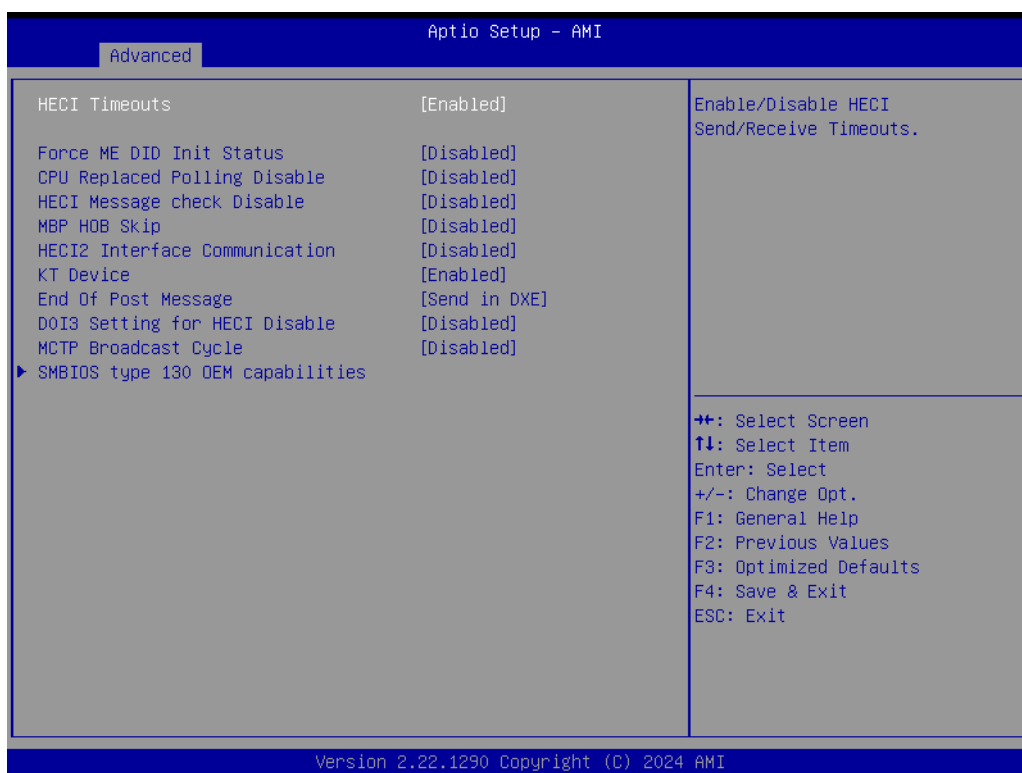 Aptio Setup – AMI
Advanced
HECI Timeouts [Enabled]
Force ME DID Init Status [Disabled]
CPU Replaced Polling Disable [Disabled]
HECI Message check Disable [Disabled]
MBP HOB Skip [Disabled]
HECI2 Interface Communication [Disabled]
KT Device [Enabled]
End Of Post Message [Send in DXE]
D0I3 Setting for HECI Disable [Disabled]
MCTP Broadcast Cycle [Disabled]
SMBIOS type 130 OEM capabilities
Enable/Disable HECI
Send/Receive Timeouts.
→←: Select Screen
↑↓: Select Item
Enter: Select
+/-: Change Opt.
F1: General Help
F2: Previous Values
F3: Optimized Defaults
F4: Save & Exit
ESC: Exit
Version 2.22.1290 Copyright (C) 2024 AMI